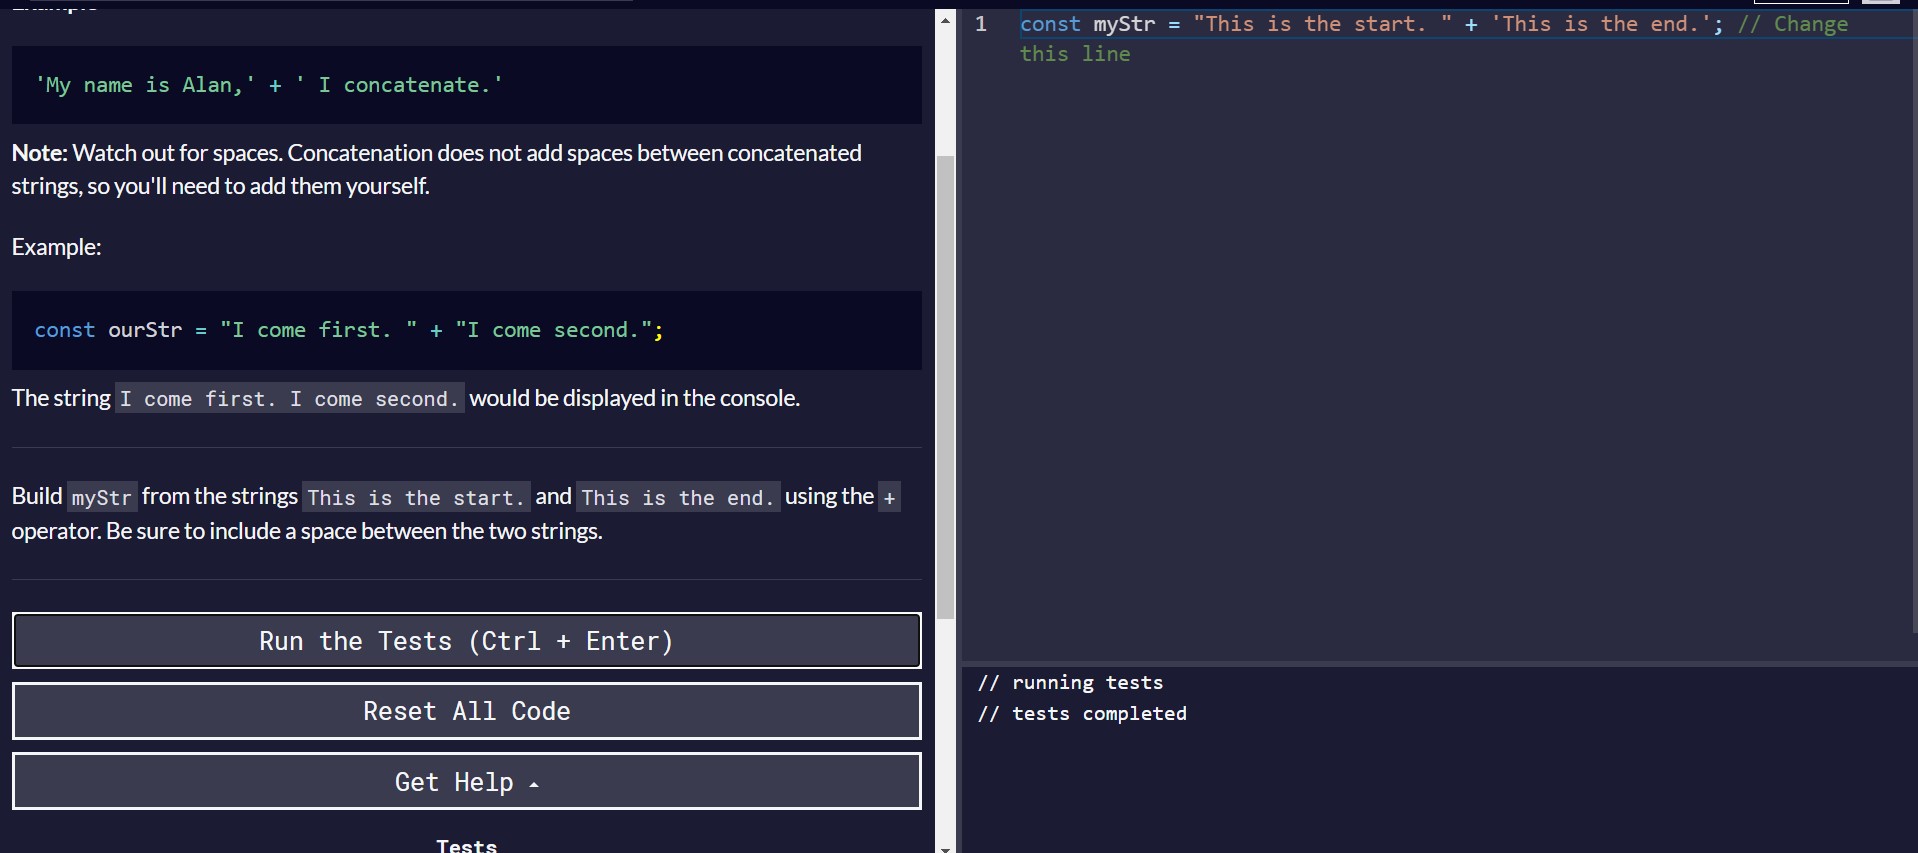 Example
'My name is Alan,' + ' I concatenate.'
Note: Watch out for spaces. Concatenation does not add spaces between concatenated
strings, so you'll need to add them yourself.
Example:
const ourStr = "I come first. " + "I come second.";
The string I come first. I come second. would be displayed in the console.
Build myStr from the strings This is the start. and This is the end. using the +
operator. Be sure to include a space between the two strings.
Run the Tests (Ctrl + Enter)
Reset All Code
Get Help
Tests
1 const myStr = "This is the start. " + 'This is the end.'; // Change
this line
// running tests
// tests completed